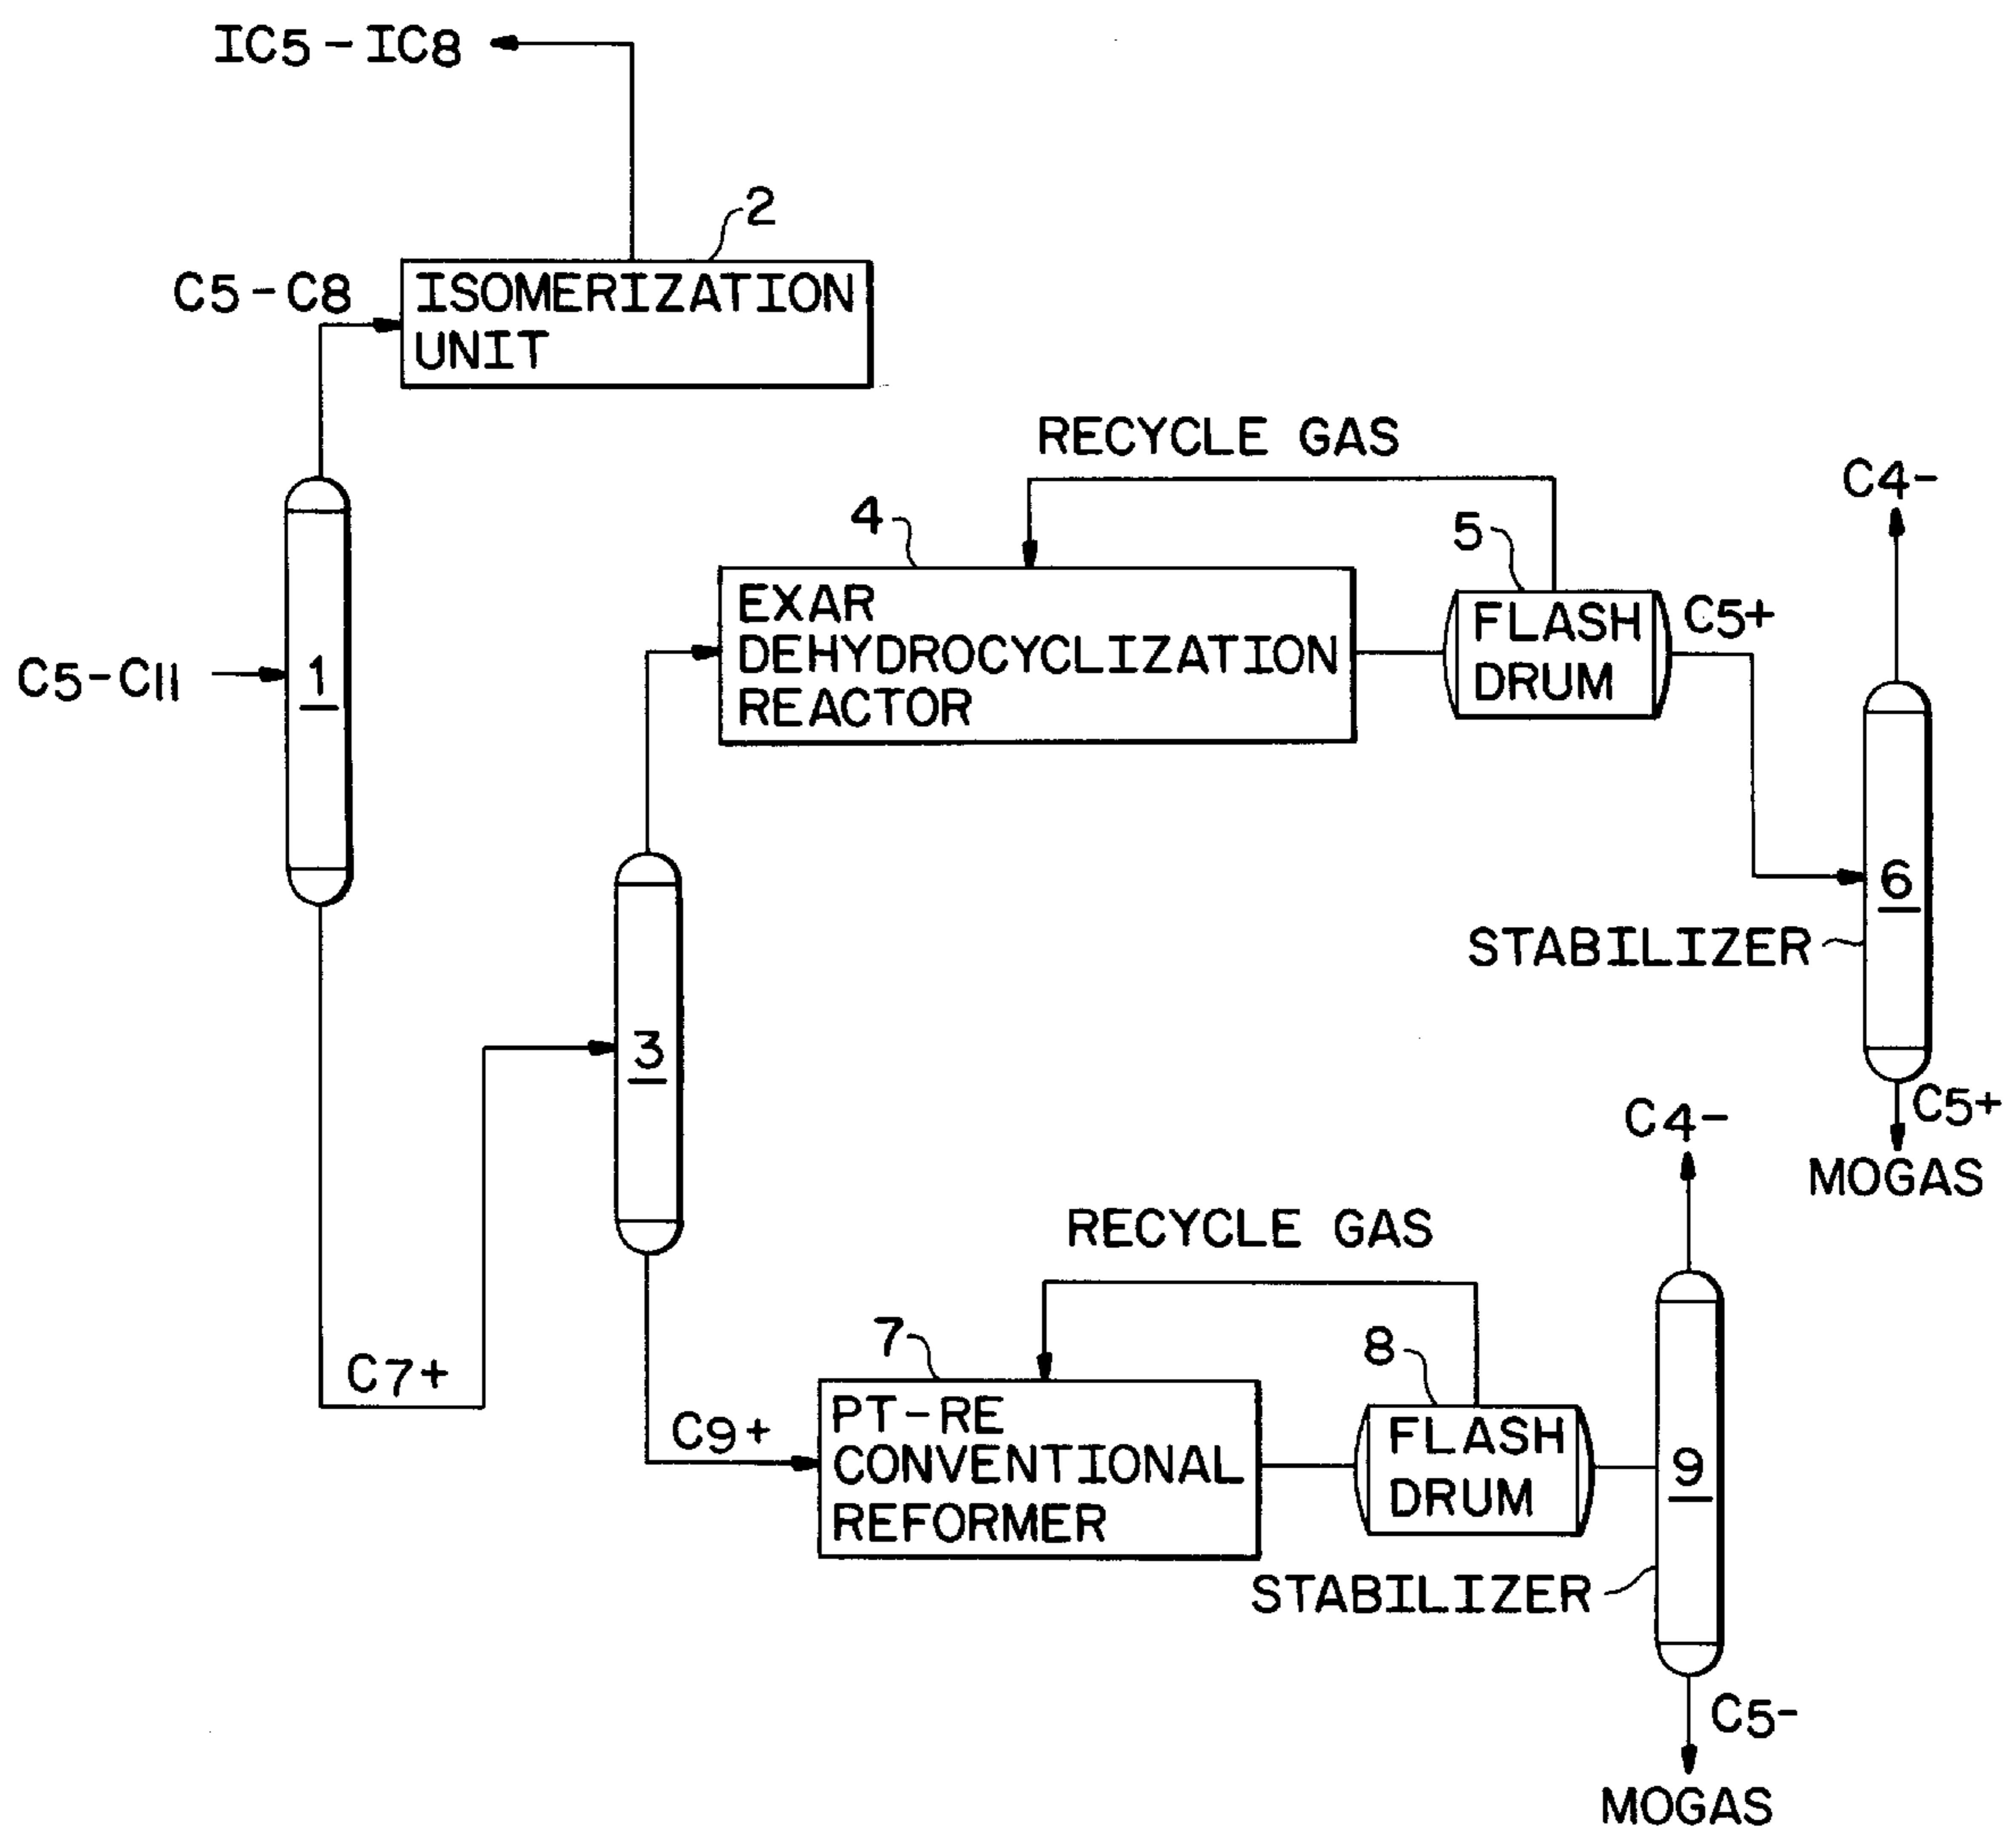 IC5-IC8
2
C5-C8
ISOMERIZATION
UNIT
RECYCLE GAS
C4-
4
5
EXAR
DEHYDROCYCLIZATION
REACTOR
FLASH
DRUM
C5+
C5-C11
1
6
STABILIZER
3
C5+
MOGAS
C4-
RECYCLE GAS
7
8
C7+
C9+
PT-RE
CONVENTIONAL
REFORMER
FLASH
DRUM
9
STABILIZER
C5-
MOGAS